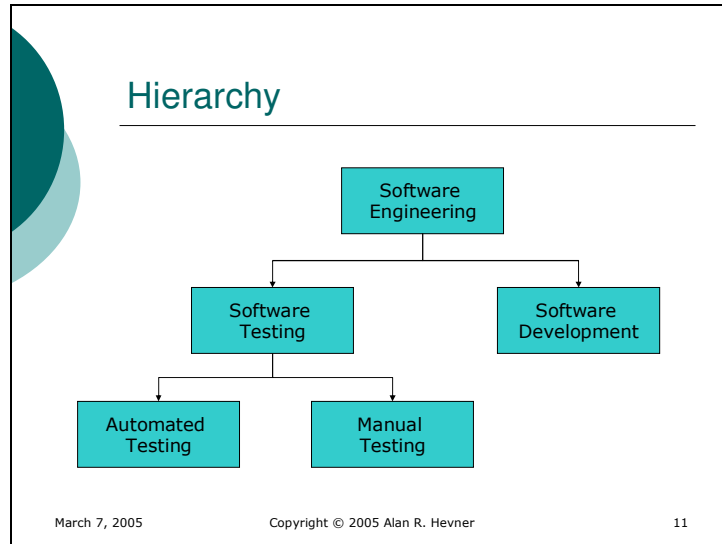 Hierarchy
Software
Engineering
Software
Testing
Software
Development
Automated
Testing
Manual
Testing
March 7, 2005
Copyright © 2005 Alan R. Hevner
11